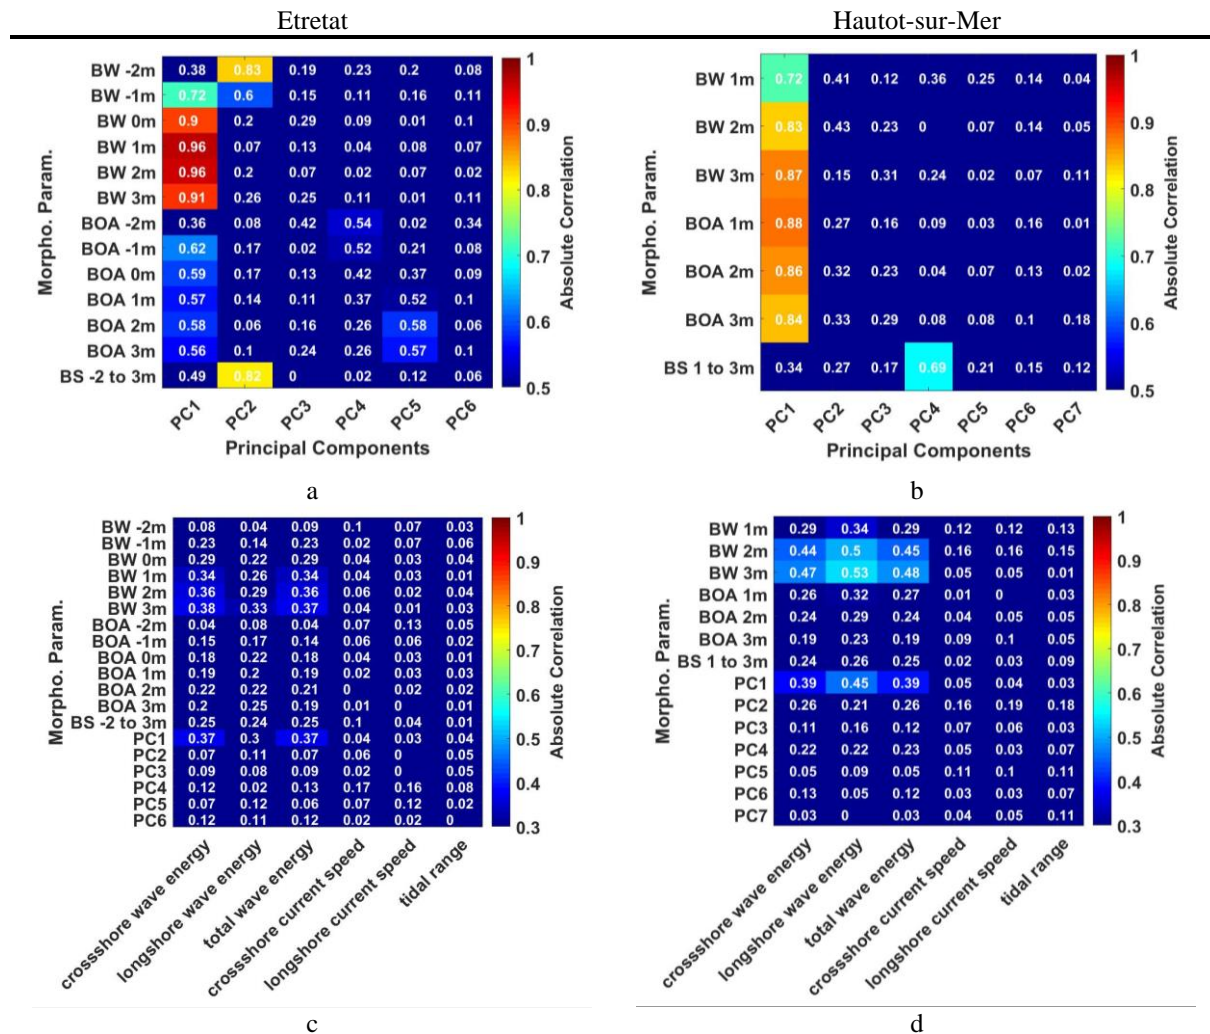 Etretat Hautot-sur-Mer
BW -2m 0.38 0.83 0.19 0.23 0.2 0.08
BW -1m 0.72 0.6 0.15 0.11 0.16 0.11
BW 0m 0.9 0.2 0.29 0.09 0.01 0.1
BW 1m 0.96 0.07 0.13 0.04 0.08 0.07
BW 2m 0.96 0.2 0.07 0.02 0.07 0.02
BW 3m 0.91 0.26 0.25 0.11 0.01 0.11
BOA -2m 0.36 0.08 0.42 0.54 0.02 0.34
BOA -1m 0.62 0.17 0.02 0.52 0.21 0.08
BOA 0m 0.59 0.17 0.13 0.42 0.37 0.09
BOA 1m 0.57 0.14 0.11 0.37 0.52 0.1
BOA 2m 0.58 0.06 0.16 0.26 0.58 0.06
BOA 3m 0.56 0.1 0.24 0.26 0.57 0.1
BS -2 to 3m 0.49 0.82 0 0.02 0.12 0.06
PC1 PC2 PC3 PC4 PC5 PC6
Principal Components
Morpho. Param.
1
0.9
0.8
0.7
0.6
0.5
Absolute Correlation
a
BW 1m 0.72 0.41 0.12 0.36 0.25 0.14 0.04
BW 2m 0.83 0.43 0.23 0 0.07 0.14 0.05
BW 3m 0.87 0.15 0.31 0.24 0.02 0.07 0.11
BOA 1m 0.88 0.27 0.16 0.09 0.03 0.16 0.01
BOA 2m 0.86 0.32 0.23 0.04 0.07 0.13 0.02
BOA 3m 0.84 0.33 0.29 0.08 0.08 0.1 0.18
BS 1 to 3m 0.34 0.27 0.17 0.69 0.21 0.15 0.12
PC1 PC2 PC3 PC4 PC5 PC6 PC7
Principal Components
Morpho. Param.
1
0.9
0.8
0.7
0.6
0.5
Absolute Correlation
b
BW -2m 0.08 0.04 0.09 0.1 0.07 0.03
BW -1m 0.23 0.14 0.23 0.02 0.07 0.06
BW 0m 0.29 0.22 0.29 0.04 0.03 0.04
BW 1m 0.34 0.26 0.34 0.04 0.03 0.01
BW 2m 0.36 0.29 0.36 0.06 0.02 0.04
BW 3m 0.38 0.33 0.37 0.04 0.01 0.03
BOA -2m 0.04 0.08 0.04 0.07 0.13 0.05
BOA -1m 0.15 0.17 0.14 0.06 0.06 0.02
BOA 0m 0.18 0.22 0.18 0.04 0.03 0.01
BOA 1m 0.19 0.2 0.19 0.02 0.03 0.03
BOA 2m 0.22 0.22 0.21 0 0.02 0.02
BOA 3m 0.2 0.25 0.19 0.01 0 0.01
BS -2 to 3m 0.25 0.24 0.25 0.1 0.04 0.01
PC1 0.37 0.3 0.37 0.04 0.03 0.04
PC2 0.07 0.11 0.07 0.06 0 0.05
PC3 0.09 0.08 0.09 0.02 0 0.05
PC4 0.12 0.02 0.13 0.17 0.16 0.08
PC5 0.07 0.12 0.06 0.07 0.12 0.02
PC6 0.12 0.11 0.12 0.02 0.02 0
crossshore wave energy
longshore wave energy
total wave energy
crossshore current speed
longshore current speed
tidal range
Morpho. Param.
1
0.9
0.8
0.7
0.6
0.5
0.4
0.3
Absolute Correlation
c
BW 1m 0.29 0.34 0.29 0.12 0.12 0.13
BW 2m 0.44 0.5 0.45 0.16 0.16 0.15
BW 3m 0.47 0.53 0.48 0.05 0.05 0.01
BOA 1m 0.26 0.32 0.27 0.01 0 0.03
BOA 2m 0.24 0.29 0.24 0.04 0.05 0.05
BOA 3m 0.19 0.23 0.19 0.09 0.1 0.05
BS 1 to 3m 0.24 0.26 0.25 0.02 0.03 0.09
PC1 0.39 0.45 0.39 0.05 0.04 0.03
PC2 0.26 0.21 0.26 0.16 0.19 0.18
PC3 0.11 0.16 0.12 0.07 0.06 0.03
PC4 0.22 0.22 0.23 0.05 0.03 0.07
PC5 0.05 0.09 0.05 0.11 0.1 0.11
PC6 0.13 0.05 0.12 0.03 0.03 0.07
PC7 0.03 0 0.03 0.04 0.05 0.11
crossshore wave energy
longshore wave energy
total wave energy
crossshore current speed
longshore current speed
tidal range
Morpho. Param.
1
0.9
0.8
0.7
0.6
0.5
0.4
0.3
Absolute Correlation
d